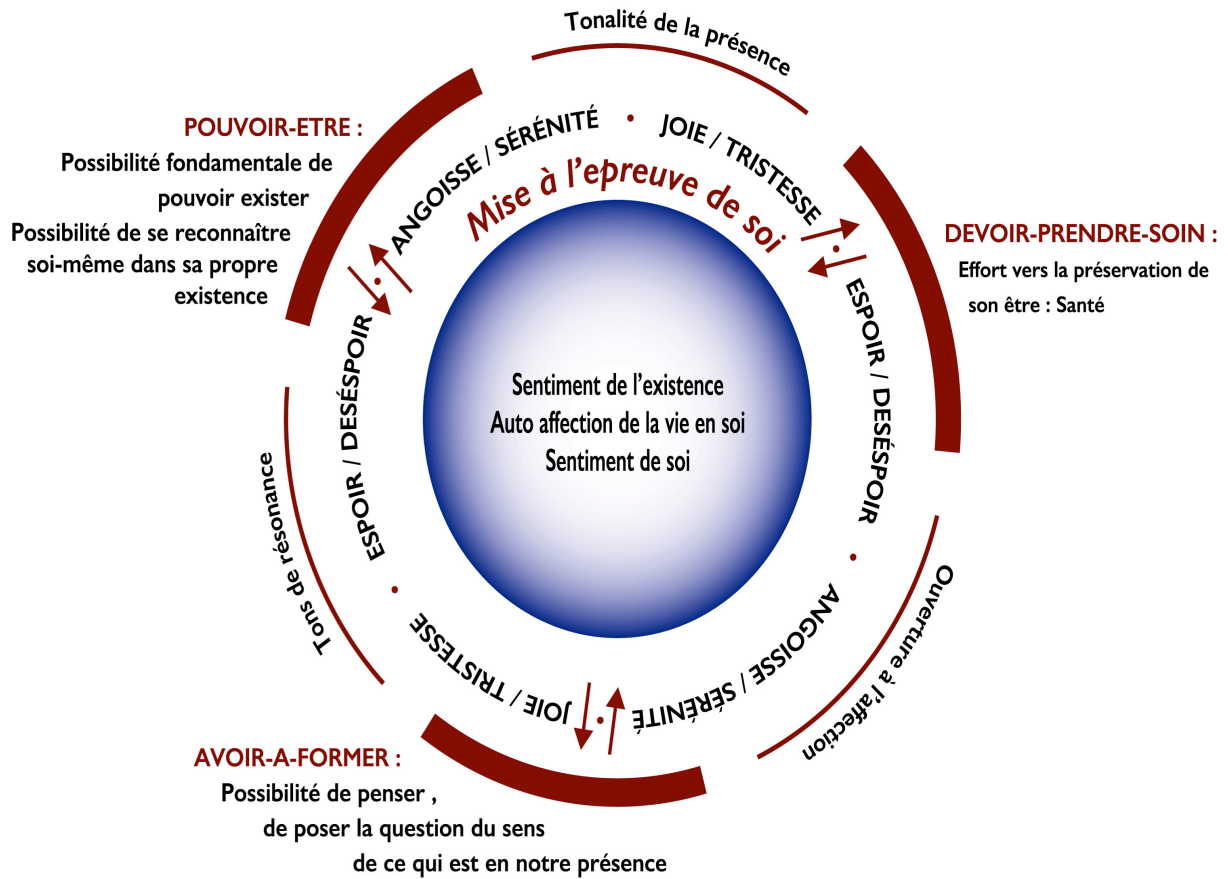 Tonalité de la présence
POUVOIR-ETRE :
Possibilité fondamentale de
pouvoir exister
Possibilité de se reconnaître
soi-même dans sa propre
existence
ANGOISSE / SÉRÉNITÉ • JOIE / TRISTESSE
Mise à l'epreuve de soi
DEVOIR-PRENDRE-SOIN :
Effort vers la préservation de
son être : Santé
ESPOIR / DESÉSPOIR
ESPOIR / DESÉSPOIR
Sentiment de l'existence
Auto affection de la vie en soi
Sentiment de soi
Tons de résonance
Ouverture à l'affection
JOIE / TRISTESSE
ANGOISSE / SÉRÉNITÉ
AVOIR-A-FORMER :
Possibilité de penser ,
de poser la question du sens
de ce qui est en notre présence